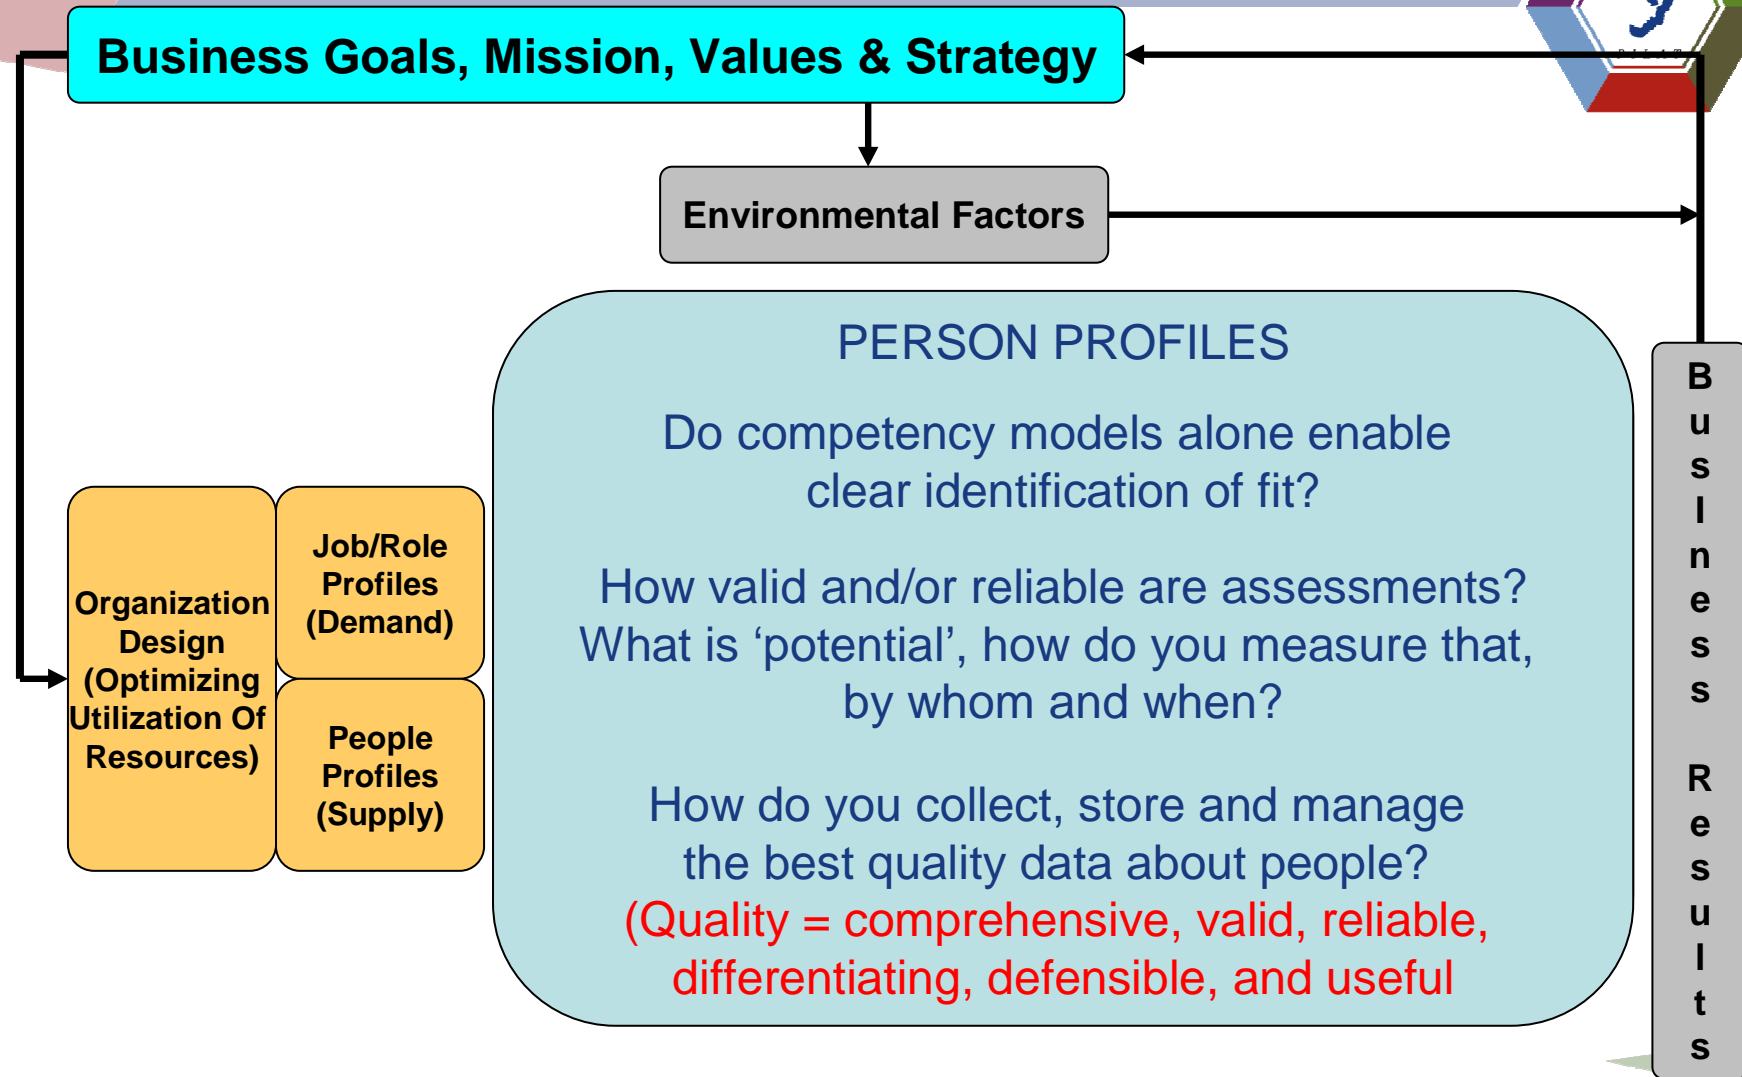 Business Goals, Mission, Values & Strategy
PILAT
Environmental Factors
PERSON PROFILES
Do competency models alone enable
clear identification of fit?
How valid and/or reliable are assessments?
What is ‘potential’, how do you measure that,
by whom and when?
How do you collect, store and manage
the best quality data about people?
(Quality = comprehensive, valid, reliable,
differentiating, defensible, and useful
Organization
Design
(Optimizing
Utilization Of
Resources)
Job/Role
Profiles
(Demand)
People
Profiles
(Supply)
B
u
s
I
n
e
s
s
R
e
s
u
l
t
s